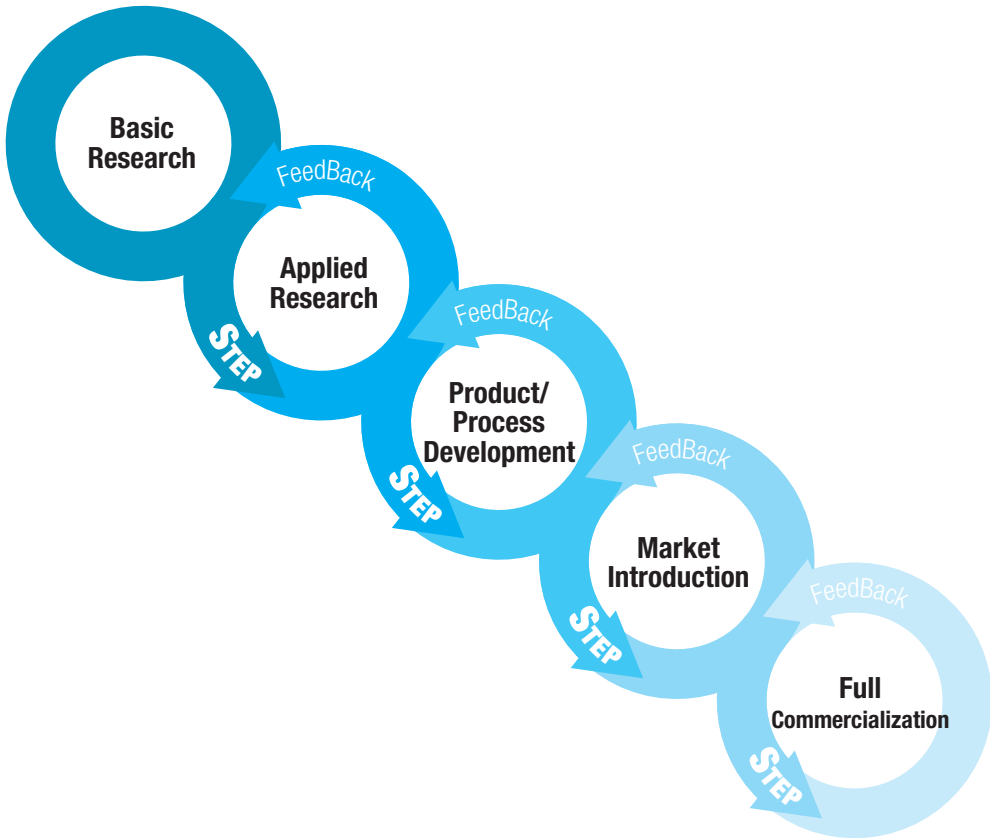 Basic
Research
FeedBack
Applied
Research
STEP
FeedBack
Product/
Process
Development
STEP
FeedBack
Market
Introduction
STEP
FeedBack
Full
Commercialization
STEP